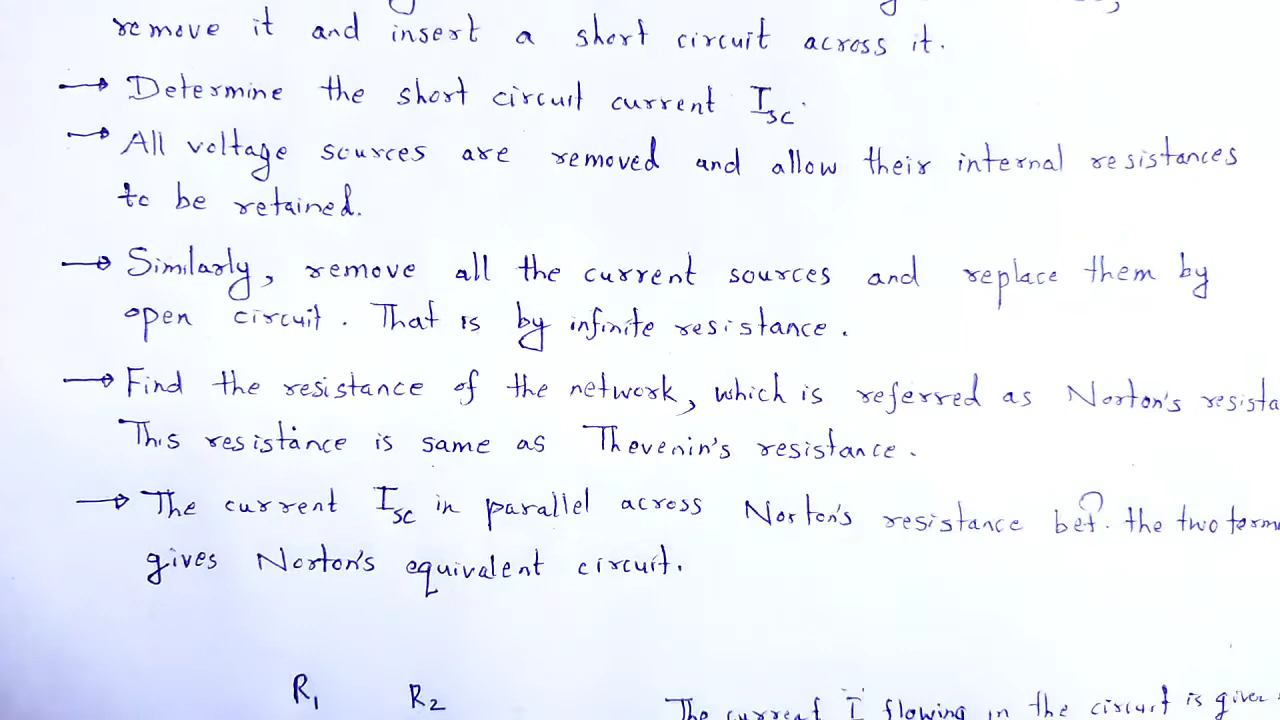 remove it and insert a short circuit across it.
→ Determine the short circuit current Isc.
→ All voltage sources are removed and allow their internal resistances
to be retained.
→ Similarly, remove all the current sources and replace them by
open circuit. That is by infinite resistance.
→ Find the resistance of the network, which is referred as Norton's resista
This resistance is same as Thevenin's resistance.
→ The current Isc in parallel across Norton's resistance bet. the two term
gives Norton's equivalent circuit.
R1 R2
The current I flowing in the circuit is given